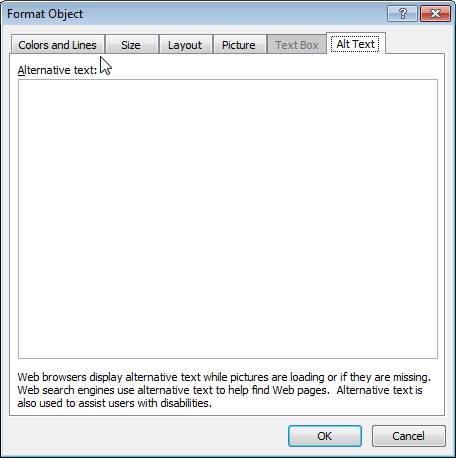 Format Object
Colors and Lines Size Layout Picture Text Box Alt Text
Alternative text:
Web browsers display alternative text while pictures are loading or if they are missing.
Web search engines use alternative text to help find Web pages.  Alternative text is
also used to assist users with disabilities.
OK Cancel